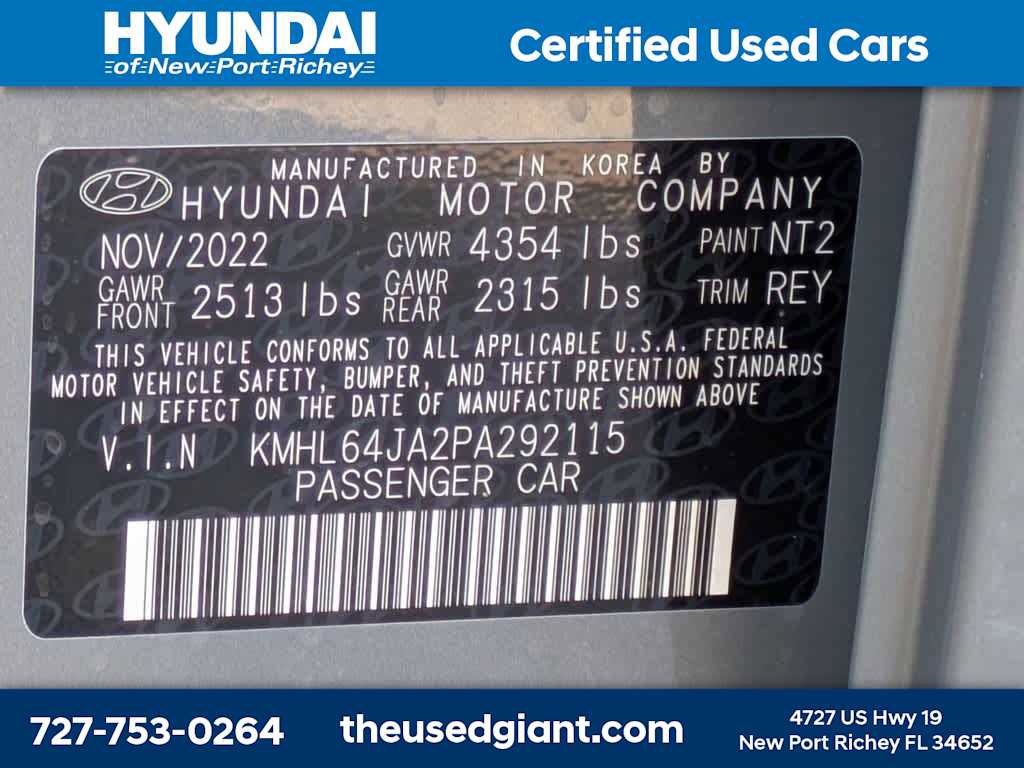 HYUNDAI
of New Port Richey
Certified Used Cars
MANUFACTURED IN KOREA BY
HYUNDAI MOTOR COMPANY
NOV/2022 GVWR 4354 lbs PAINT NT2
GAWR FRONT 2513 lbs GAWR REAR 2315 lbs TRIM REY
THIS VEHICLE CONFORMS TO ALL APPLICABLE U.S.A. FEDERAL
MOTOR VEHICLE SAFETY, BUMPER, AND THEFT PREVENTION STANDARDS
IN EFFECT ON THE DATE OF MANUFACTURE SHOWN ABOVE
V.I.N KMHL64JA2PA292115
PASSENGER CAR
727-753-0264
theusedgiant.com
4727 US Hwy 19
New Port Richey FL 34652